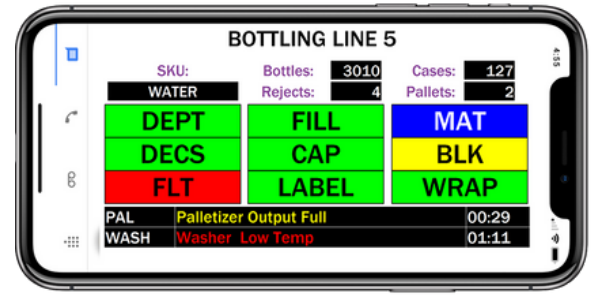 BOTTLING LINE 5
SKU: Bottles: 3010 Cases: 127
WATER Rejects: 4 Pallets: 2
DEPT FILL MAT
DECS CAP BLK
FLT LABEL WRAP
PAL Palletizer Output Full 00:29
WASH Washer Low Temp 01:11
4:55